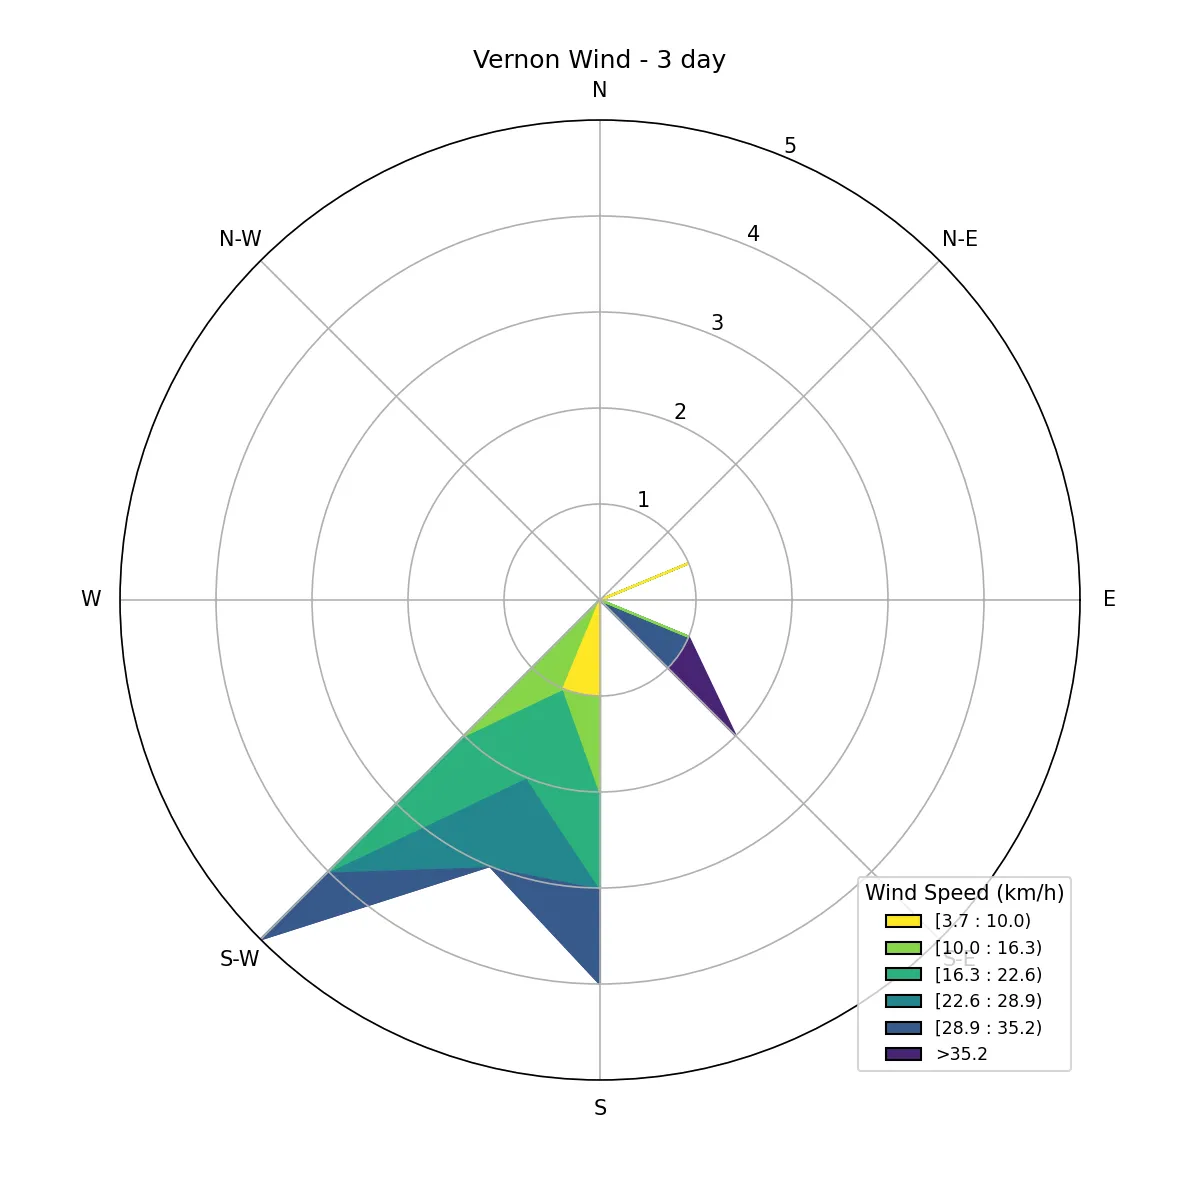 Vernon Wind - 3 day
N
5
N-W
N-E
4
3
2
1
W
E
S-W
S-E
S
Wind Speed (km/h)
[3.7 : 10.0)
[10.0 : 16.3)
[16.3 : 22.6)
[22.6 : 28.9)
[28.9 : 35.2)
>35.2